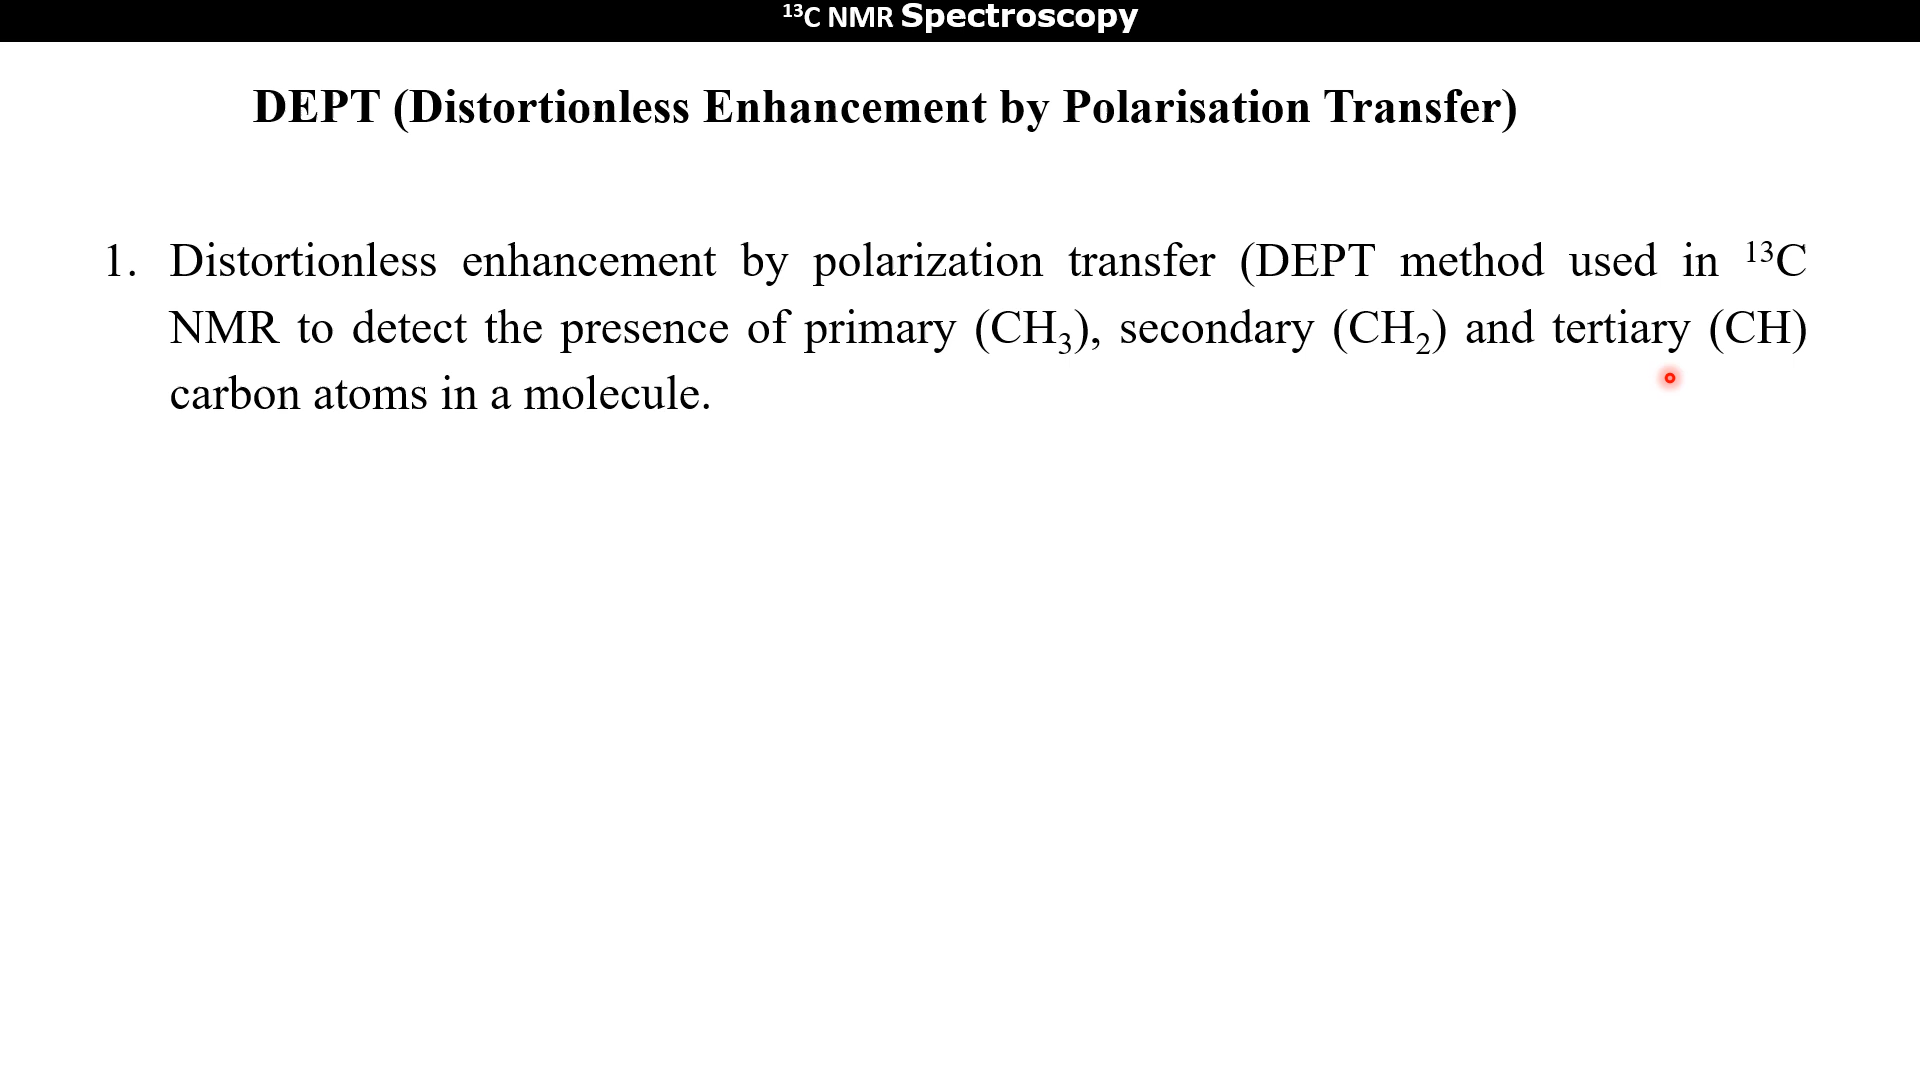 ¹³C NMR Spectroscopy
DEPT (Distortionless Enhancement by Polarisation Transfer)
1. Distortionless enhancement by polarization transfer (DEPT method used in ¹³C
NMR to detect the presence of primary (CH₃), secondary (CH₂) and tertiary (CH)
carbon atoms in a molecule.